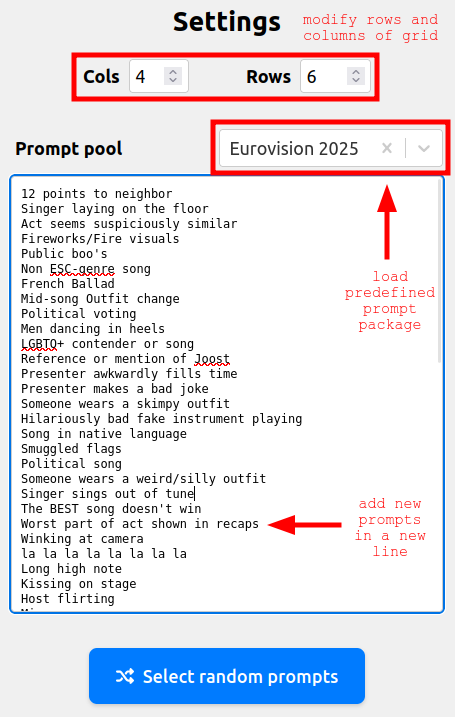 Settings
modify rows and
columns of grid
Cols 4 Rows 6
Prompt pool
Eurovision 2025
12 points to neighbor
Singer laying on the floor
Act seems suspiciously similar
Fireworks/Fire visuals
Public boo's
Non ESC-genre song
French Ballad
Mid-song Outfit change
Political voting
Men dancing in heels
LGBTQ+ contender or song
Reference or mention of Joost
Presenter awkwardly fills time
Presenter makes a bad joke
Someone wears a skimpy outfit
Hilariously bad fake instrument playing
Song in native language
Smuggled flags
Political song
Someone wears a weird/silly outfit
Singer sings out of tune
The BEST song doesn't win
Worst part of act shown in recaps
Winking at camera
la la la la la la la la
Long high note
Kissing on stage
Host flirting
load
predefined
prompt
package
add new
prompts
in a new
line
Select random prompts